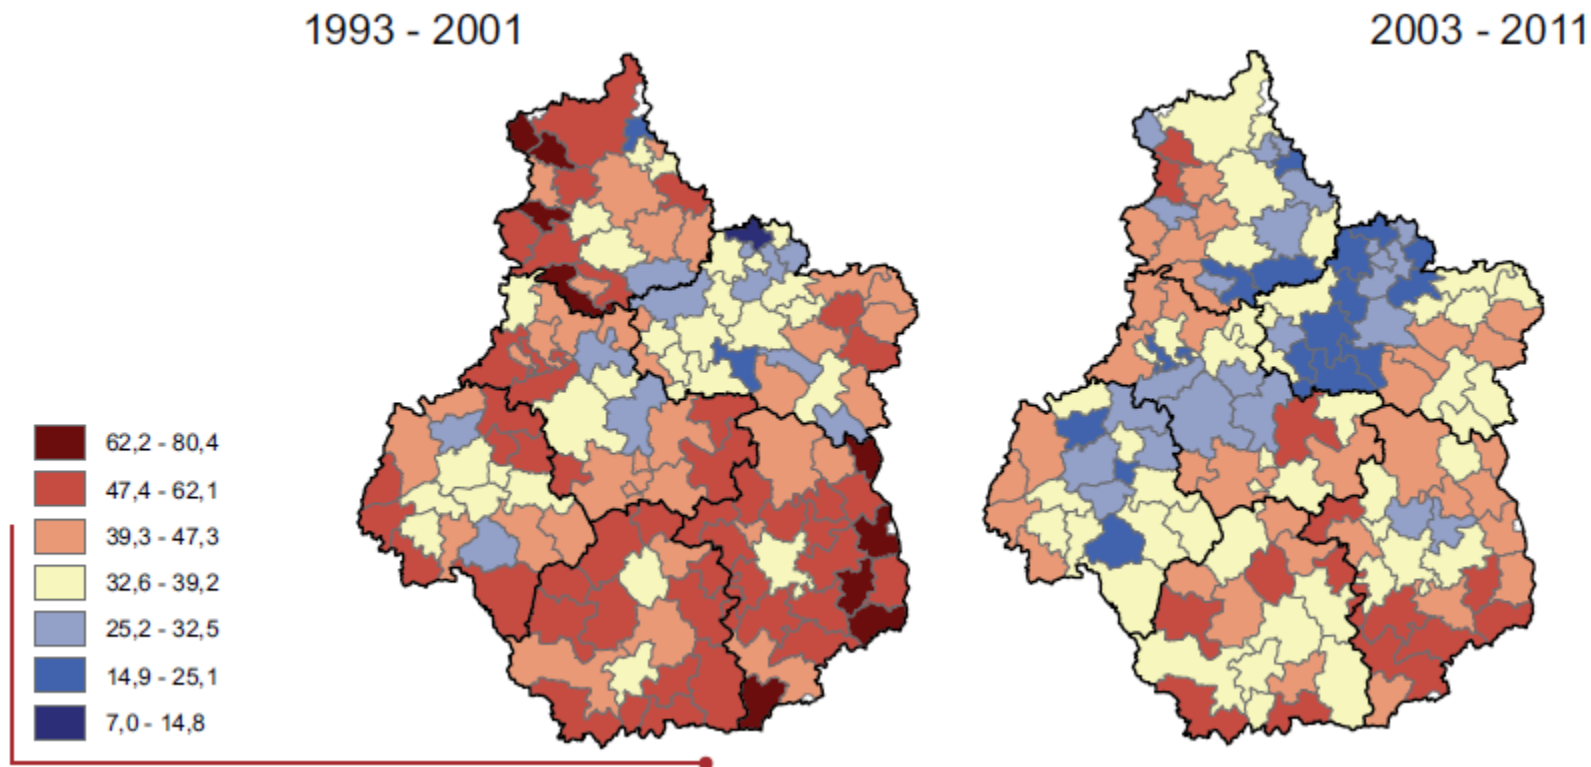 1993 - 2001
2003 - 2011
62,2 - 80,4
47,4 - 62,1
39,3 - 47,3
32,6 - 39,2
25,2 - 32,5
14,9 - 25,1
7,0 - 14,8